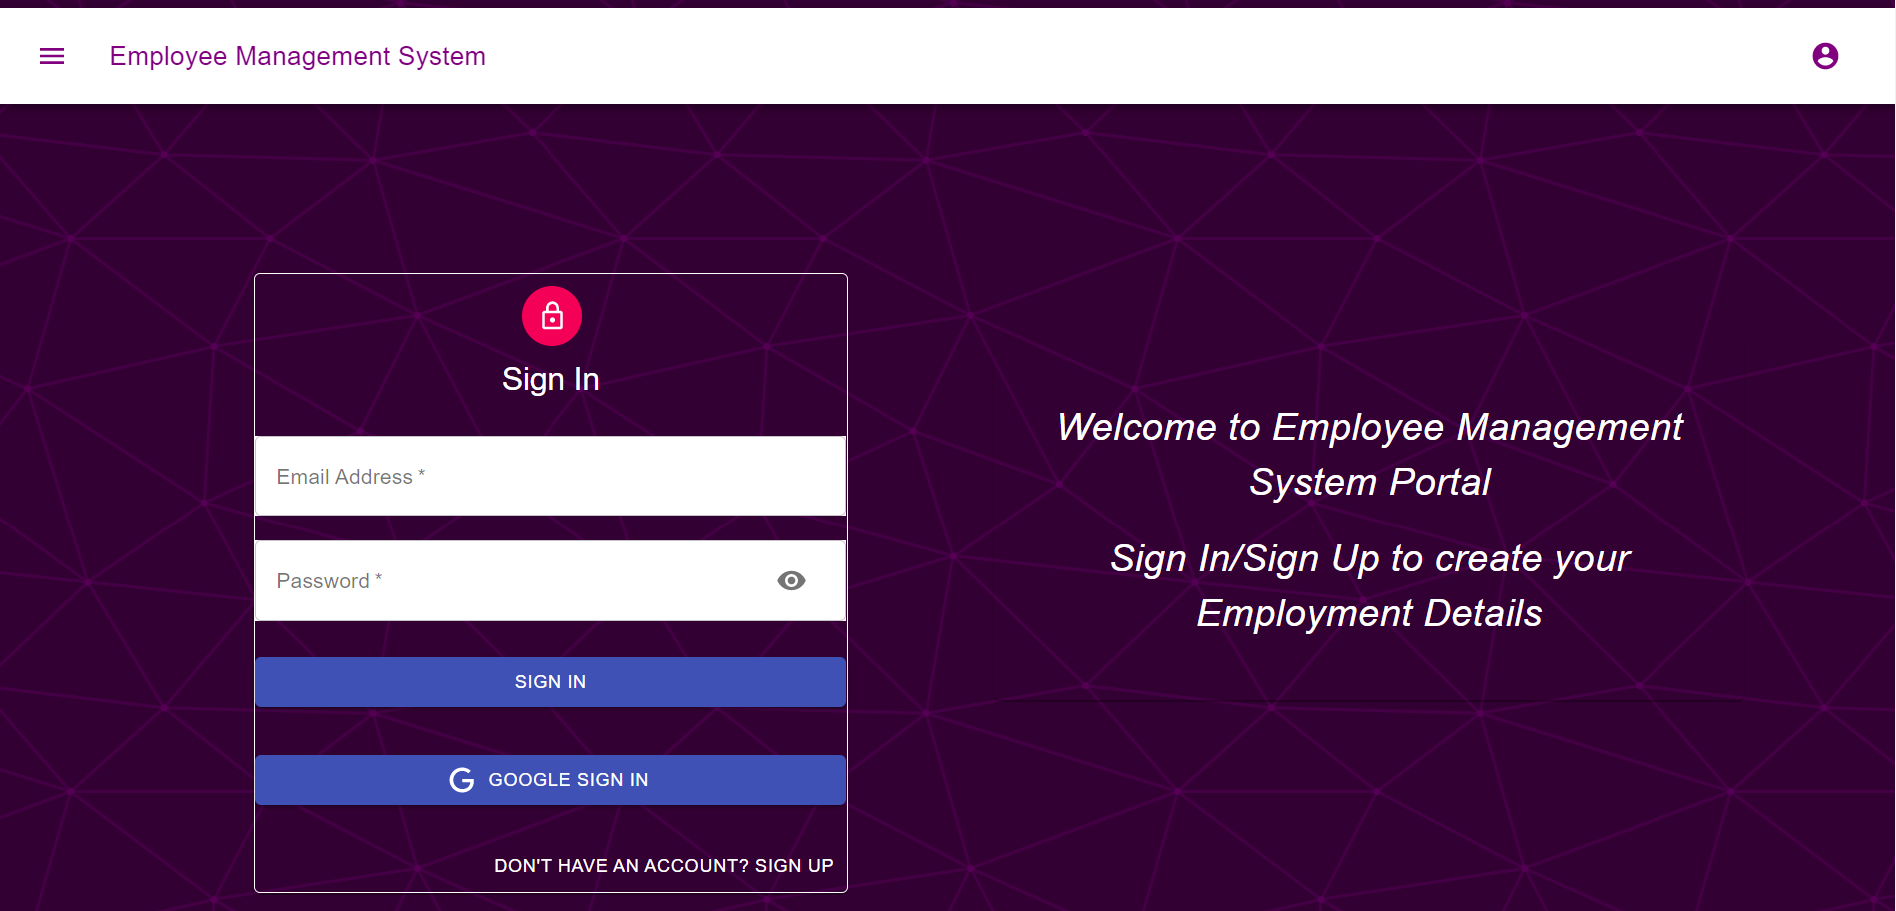 Employee Management System
Sign In
Email Address *
Password *
SIGN IN
GOOGLE SIGN IN
DON'T HAVE AN ACCOUNT? SIGN UP
Welcome to Employee Management
System Portal
Sign In/Sign Up to create your
Employment Details